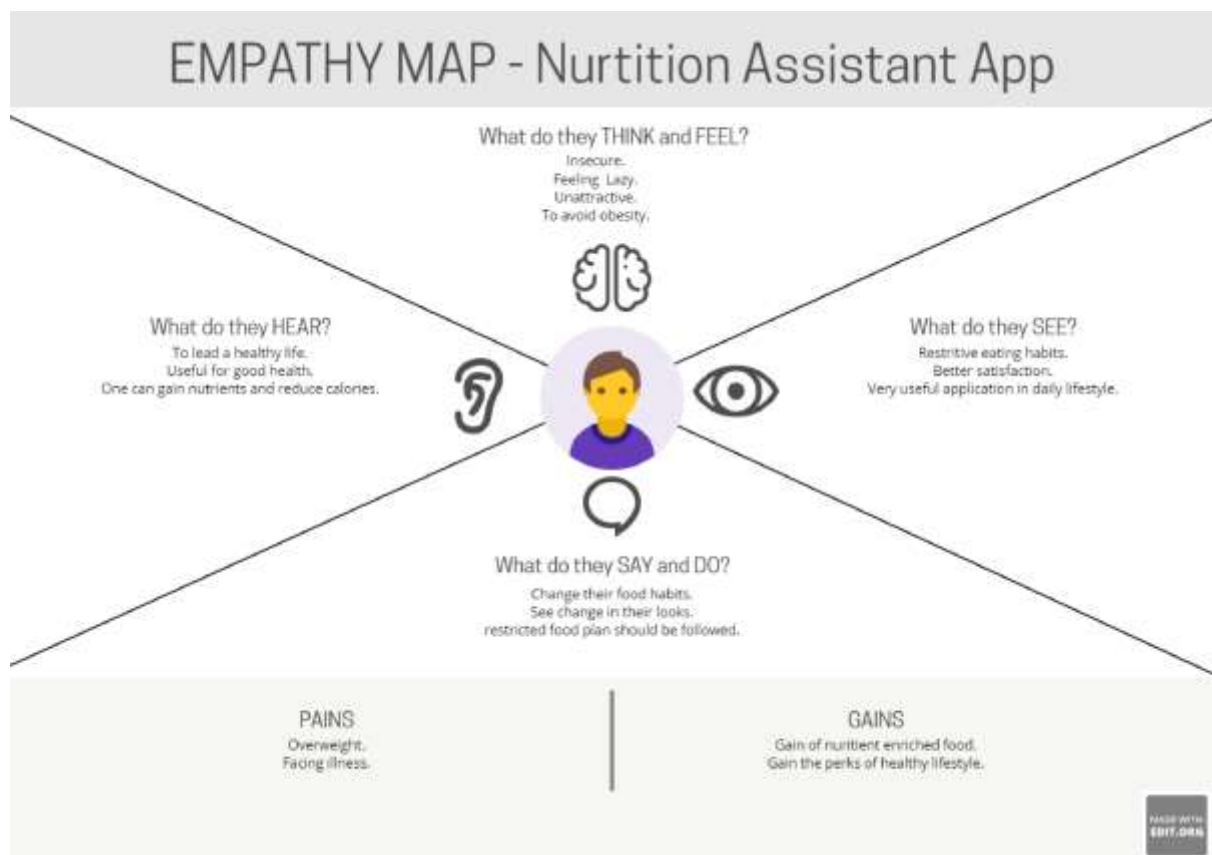 EMPATHY MAP - Nurtition Assistant App
What do they THINK and FEEL?
Insecure.
Feeling Lazy.
Unattractive.
To avoid obesity.
What do they HEAR?
To lead a healthy life.
Useful for good health.
One can gain nutrients and reduce calories.
What do they SEE?
Restritive eating habits.
Better satisfaction.
Very useful application in daily lifestyle.
What do they SAY and DO?
Change their food habits.
See change in their looks.
restricted food plan should be followed.
PAINS
Overweight.
Facing illness.
GAINS
Gain of nuritient enriched food.
Gain the perks of healthy lifestyle.
MADE WITH
EDIT.ORG